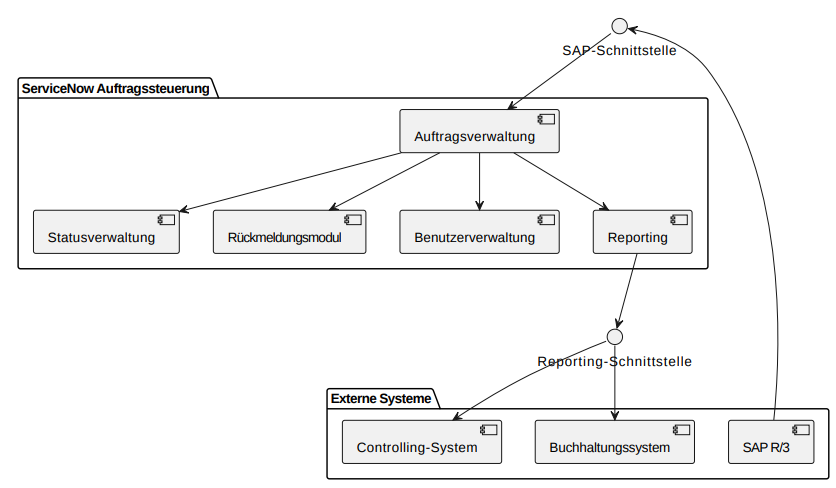 SAP-Schnittstelle
ServiceNow Auftragssteuerung
Auftragsverwaltung
Statusverwaltung
Rückmeldungsmodul
Benutzerverwaltung
Reporting
Reporting-Schnittstelle
Externe Systeme
Controlling-System
Buchhaltungssystem
SAP R/3